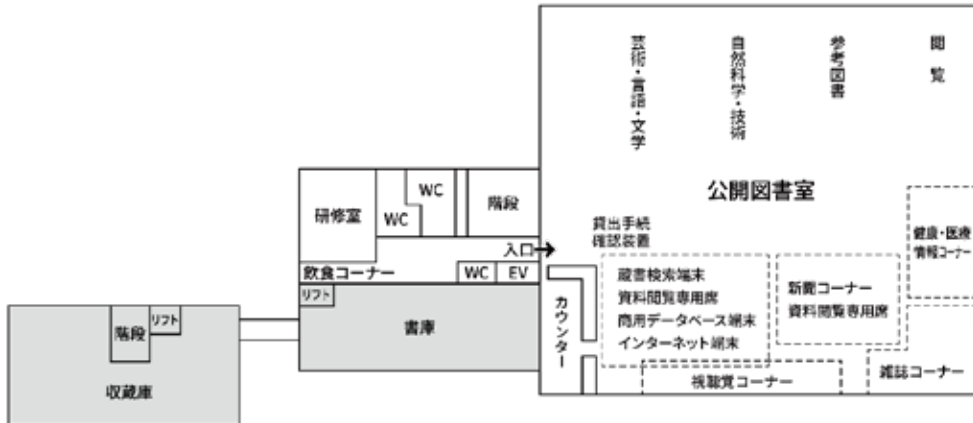 芸術・言語・文学
自然科学・技術
参考図書
閲覧
公開図書室
研修室
WC
WC
階段
貸出手続
確認装置
入口→
健康・医療
情報コーナー
飲食コーナー
WC
EV
蔵書検索端末
資料閲覧専用席
商用データベース端末
インターネット端末
新聞コーナー
資料閲覧専用席
リフト
書庫
カウンター
階段
リフト
収蔵庫
視聴覚コーナー
雑誌コーナー